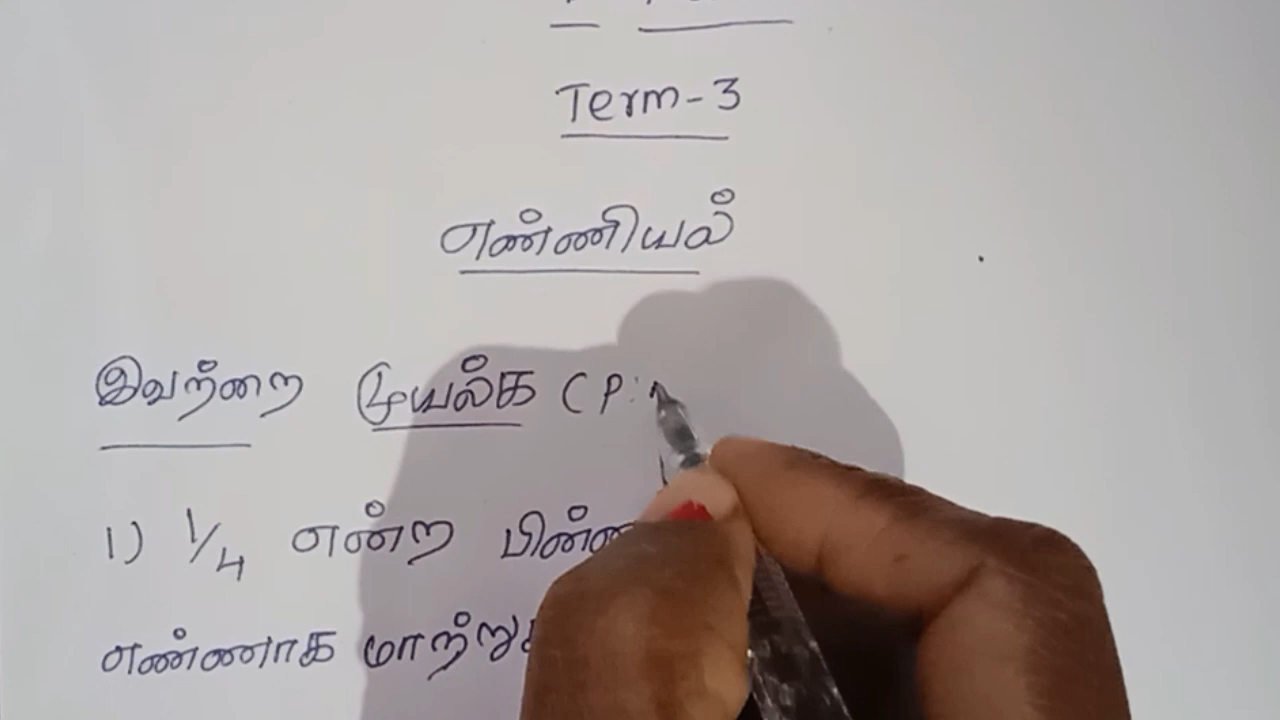 Term-3
எண்ணியல்
இவற்றை முயல்க (P:
1) 1/4 என்ற
எண்ணாக